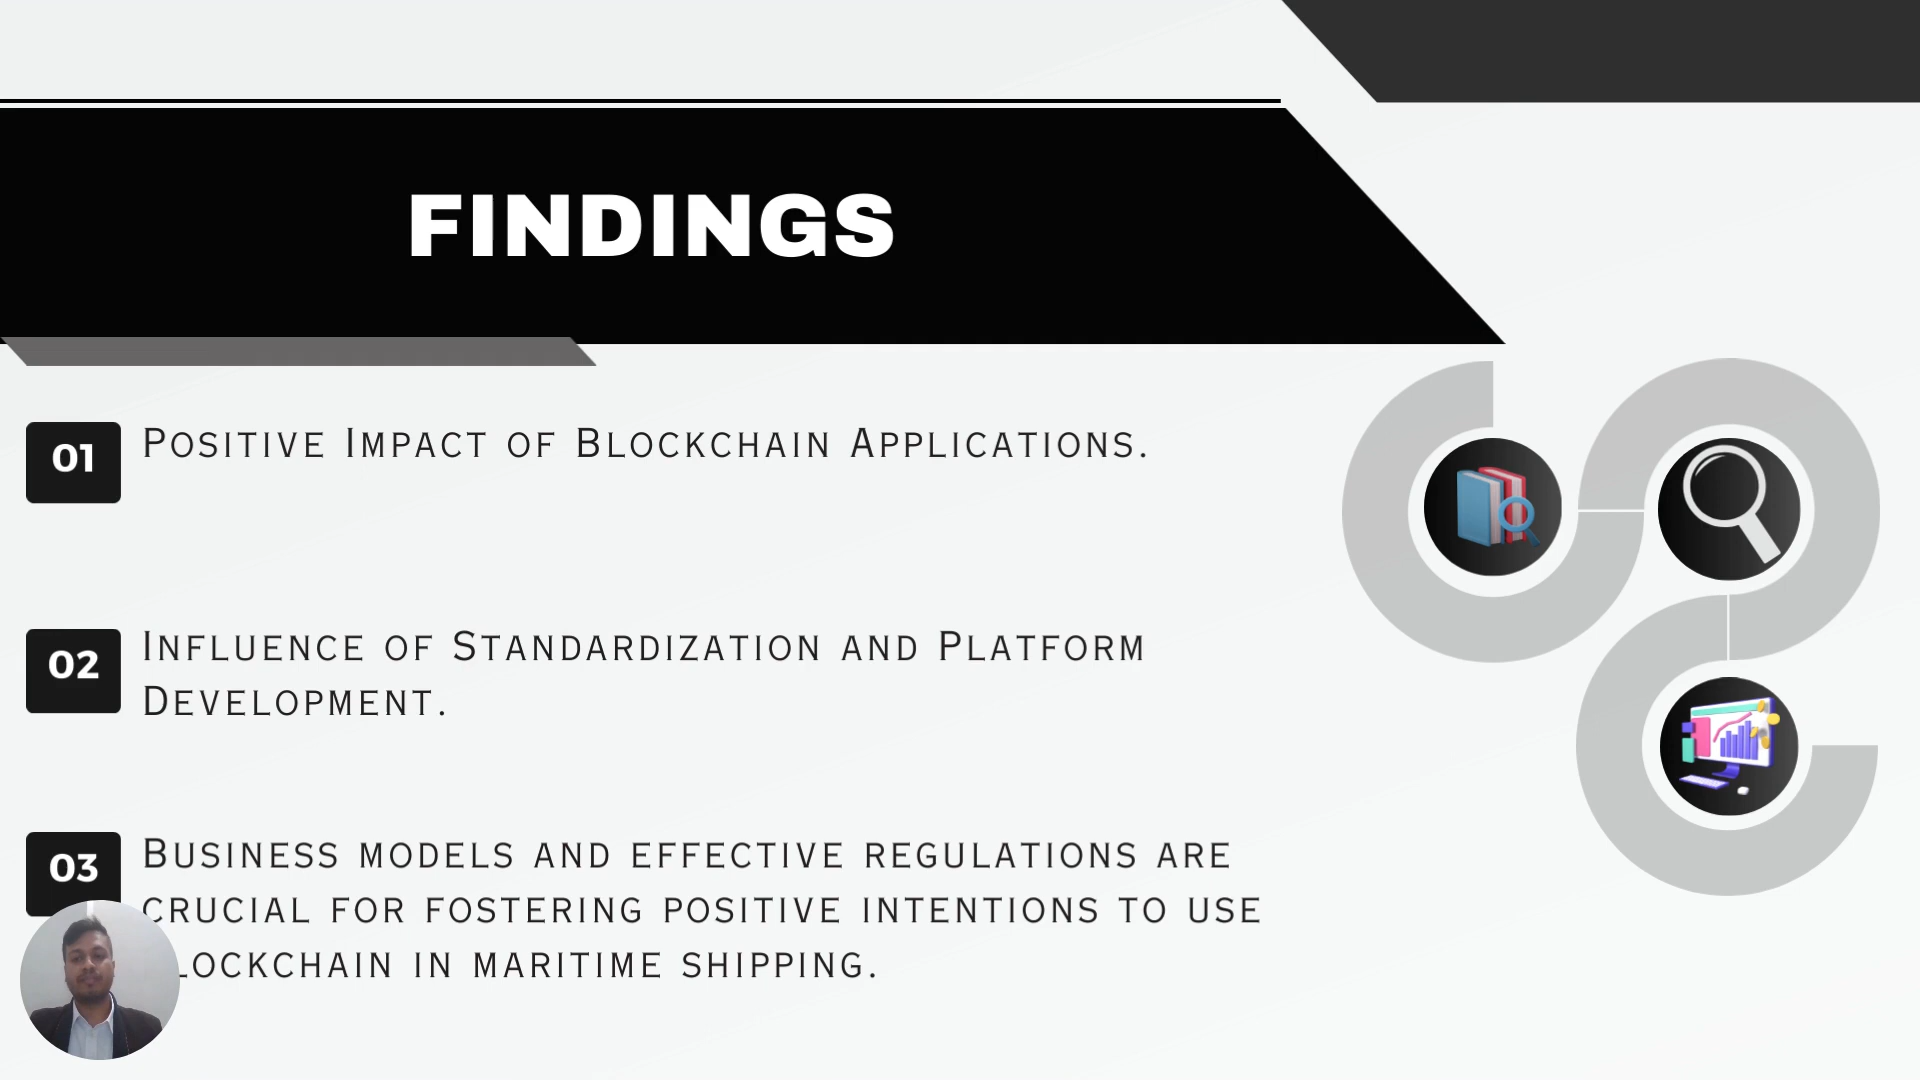 FINDINGS
01
Positive Impact of Blockchain Applications.
02
Influence of Standardization and Platform
Development.
03
Business models and effective regulations are
crucial for fostering positive intentions to use
lockchain in maritime shipping.